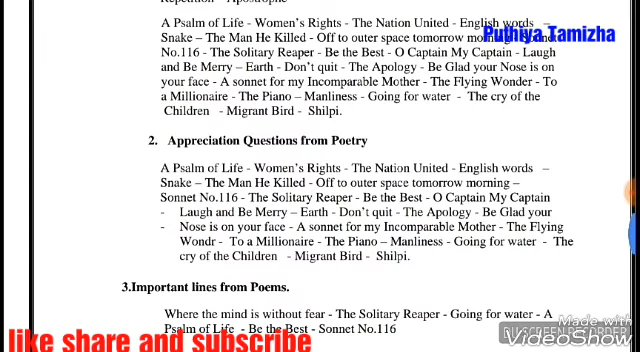 Repetition - Apostrophe
A Psalm of Life - Women's Rights - The Nation United - English words –
Snake – The Man He Killed - Off to outer space tomorrow morning – Sonnet
Puthiya Tamizha
No.116 - The Solitary Reaper - Be the Best - O Captain My Captain - Laugh
and Be Merry – Earth - Don't quit - The Apology - Be Glad your Nose is on
your face - A sonnet for my Incomparable Mother - The Flying Wonder - To
a Millionaire - The Piano – Manliness - Going for water - The cry of the
Children - Migrant Bird - Shilpi.
2. Appreciation Questions from Poetry
A Psalm of Life - Women's Rights - The Nation United - English words –
Snake – The Man He Killed - Off to outer space tomorrow morning –
Sonnet No.116 - The Solitary Reaper - Be the Best - O Captain My Captain
- Laugh and Be Merry – Earth - Don't quit - The Apology - Be Glad your
- Nose is on your face - A sonnet for my Incomparable Mother - The Flying
Wondr - To a Millionaire - The Piano – Manliness - Going for water - The
cry of the Children - Migrant Bird - Shilpi.
3.Important lines from Poems.
Where the mind is without fear - The Solitary Reaper - Going for water - A
Psalm of Life - Be the Best - Sonnet No.116
Made with
DU SCREEN RECORDER
VideoShow
like share and subscribe